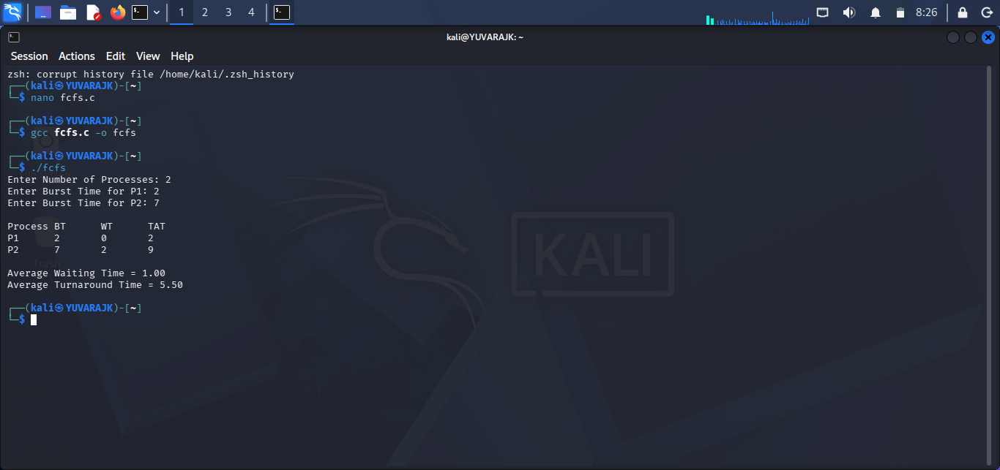 1 2 3 4 8:26
kali@YUVARAJK: ~
Session Actions Edit View Help
zsh: corrupt history file /home/kali/.zsh_history
┌──(kali㉿YUVARAJK)-[~]
└─$ nano fcfs.c
┌──(kali㉿YUVARAJK)-[~]
└─$ gcc fcfs.c -o fcfs
┌──(kali㉿YUVARAJK)-[~]
└─$ ./fcfs
Enter Number of Processes: 2
Enter Burst Time for P1: 2
Enter Burst Time for P2: 7
Process BT WT TAT
P1 2 0 2
P2 7 2 9
Trash
Average Waiting Time = 1.00
Average Turnaround Time = 5.50
┌──(kali㉿YUVARAJK)-[~]
└─$
KALI